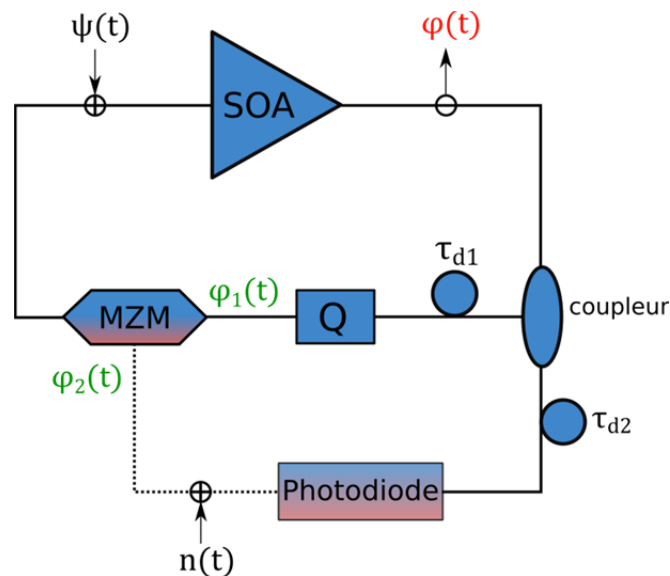 ψ(t)
φ(t)
SOA
τd1
φ1(t)
MZM
Q
coupleur
φ2(t)
τd2
Photodiode
n(t)